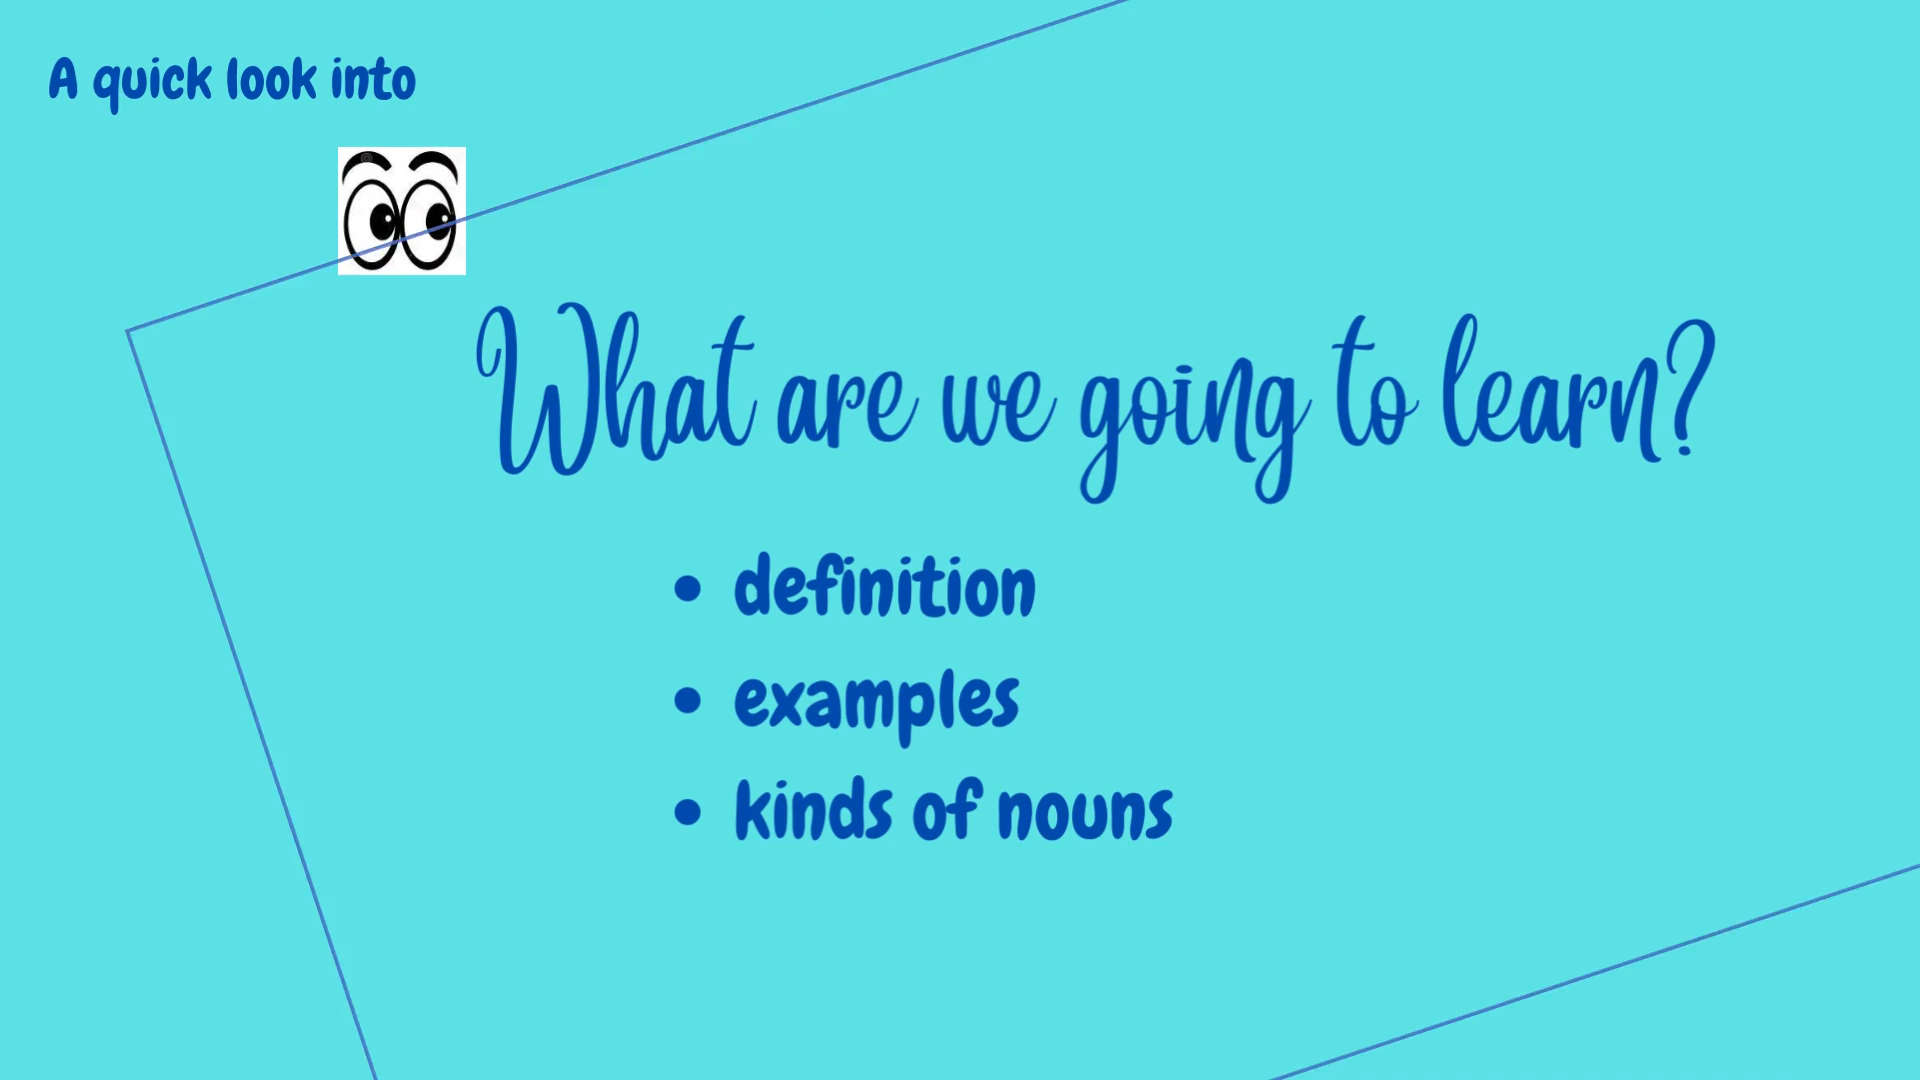 A quick look into
What are we going to learn?
• definition
• examples
• kinds of nouns